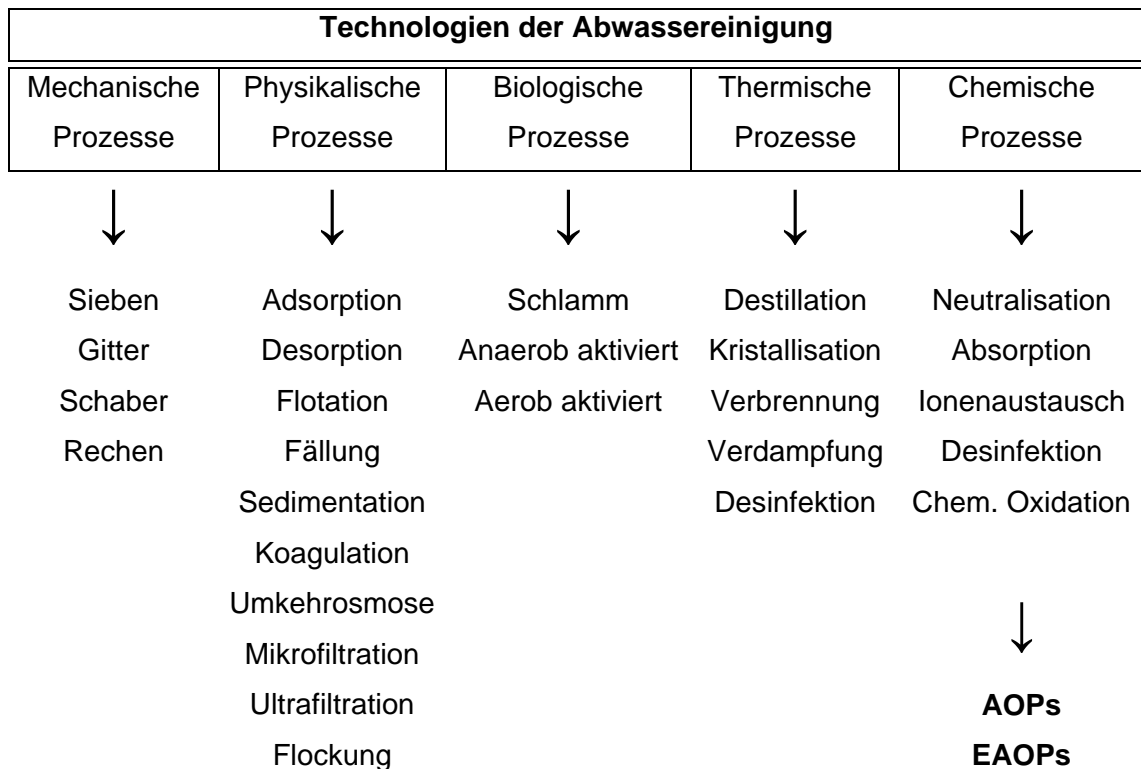 Technologien der Abwassereinigung
Mechanische Prozesse
Physikalische Prozesse
Biologische Prozesse
Thermische Prozesse
Chemische Prozesse
↓ ↓ ↓ ↓ ↓
Sieben Adsorption Schlamm Destillation Neutralisation
Gitter Desorption Anaerob aktiviert Kristallisation Absorption
Schaber Flotation Aerob aktiviert Verbrennung Ionenaustausch
Rechen Fällung Verdampfung Desinfektion
Sedimentation Desinfektion Chem. Oxidation
Koagulation
Umkehrosmose
↓
Mikrofiltration
Ultrafiltration AOPs
Flockung EAOPs